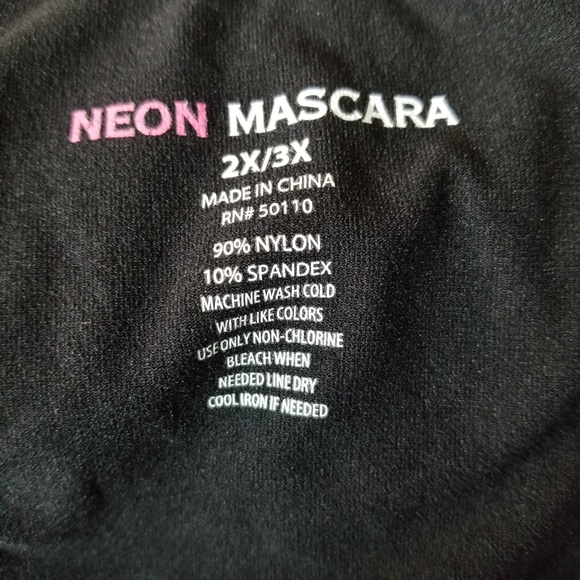 NEON MASCARA
2X/3X
MADE IN CHINA
RN# 50110
90% NYLON
10% SPANDEX
MACHINE WASH COLD
WITH LIKE COLORS
USE ONLY NON-CHLORINE
BLEACH WHEN
NEEDED LINE DRY
COOL IRON IF NEEDED